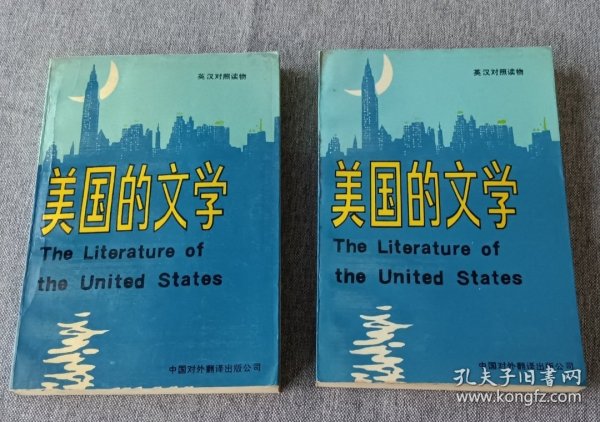 英汉对照读物
美国的文学
The Literature of
the United States
中国对外翻译出版公司
英汉对照读物
美国的文学
The Literature of
the United States
中国对外翻译出版公司
孔夫子旧书网
www.kongfz.com